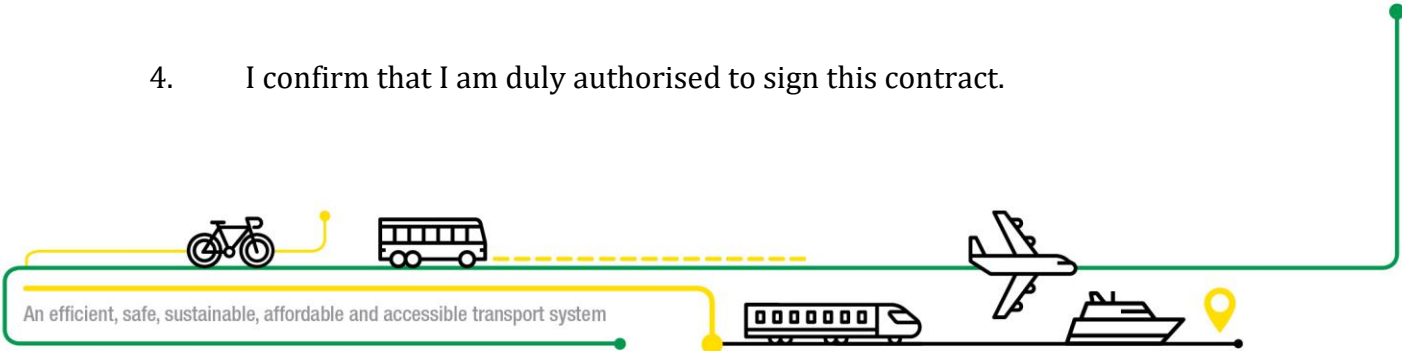 4. I confirm that I am duly authorised to sign this contract.
An efficient, safe, sustainable, affordable and accessible transport system